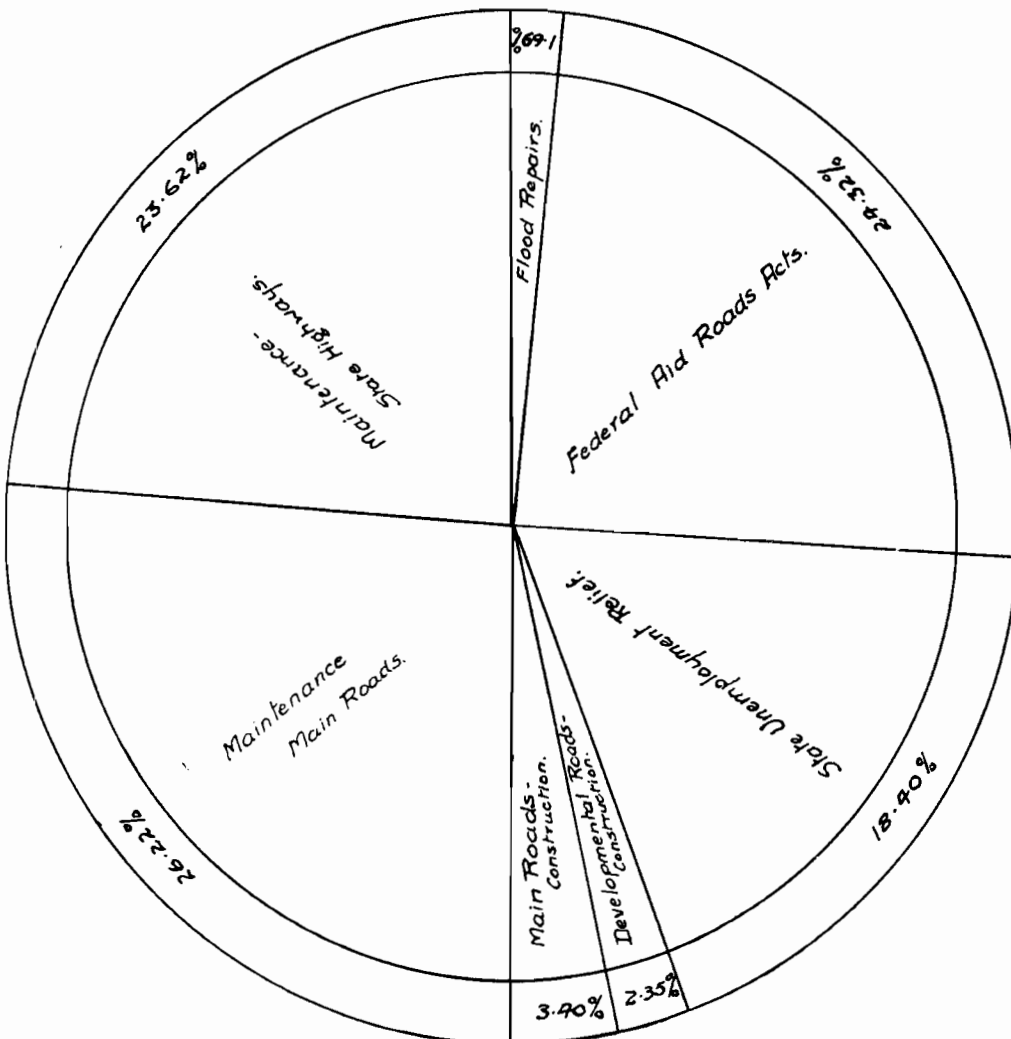 1·69%
Flood Repairs.
24·32%
Federal Aid Roads Acts.
18·40%
State Unemployment Relief.
2·35%
Developmental Roads-
Construction.
3·40%
Main Roads-
Construction.
26·22%
Maintenance
Main Roads.
23·62%
Maintenance-
State Highways.